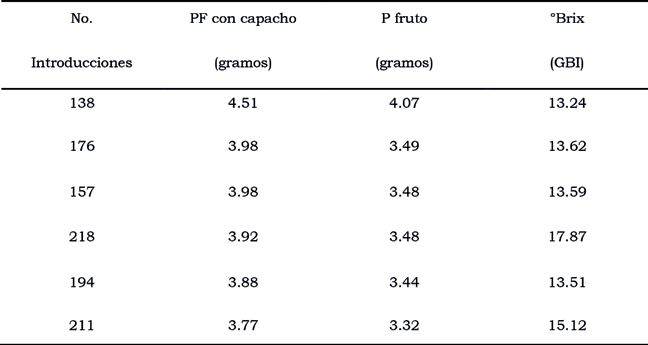 No. PF con capacho P fruto °Brix
Introducciones (gramos) (gramos) (GBI)
138 4.51 4.07 13.24
176 3.98 3.49 13.62
157 3.98 3.48 13.59
218 3.92 3.48 17.87
194 3.88 3.44 13.51
211 3.77 3.32 15.12